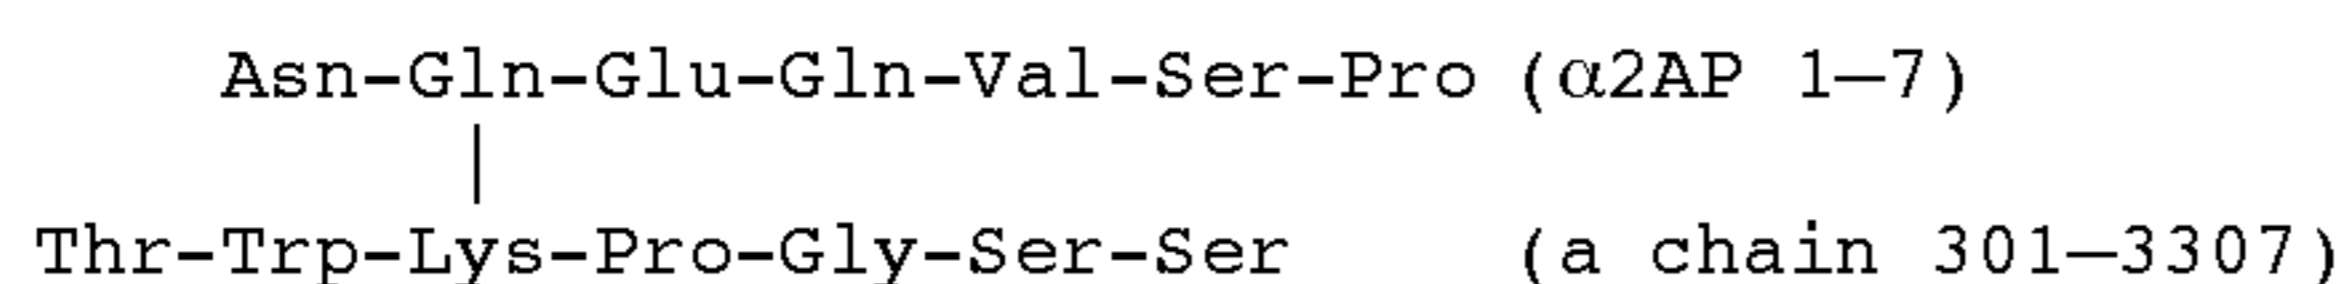 Asn-Gln-Glu-Gln-Val-Ser-Pro (α2AP 1–7)
|
Thr-Trp-Lys-Pro-Gly-Ser-Ser (a chain 301–3307)